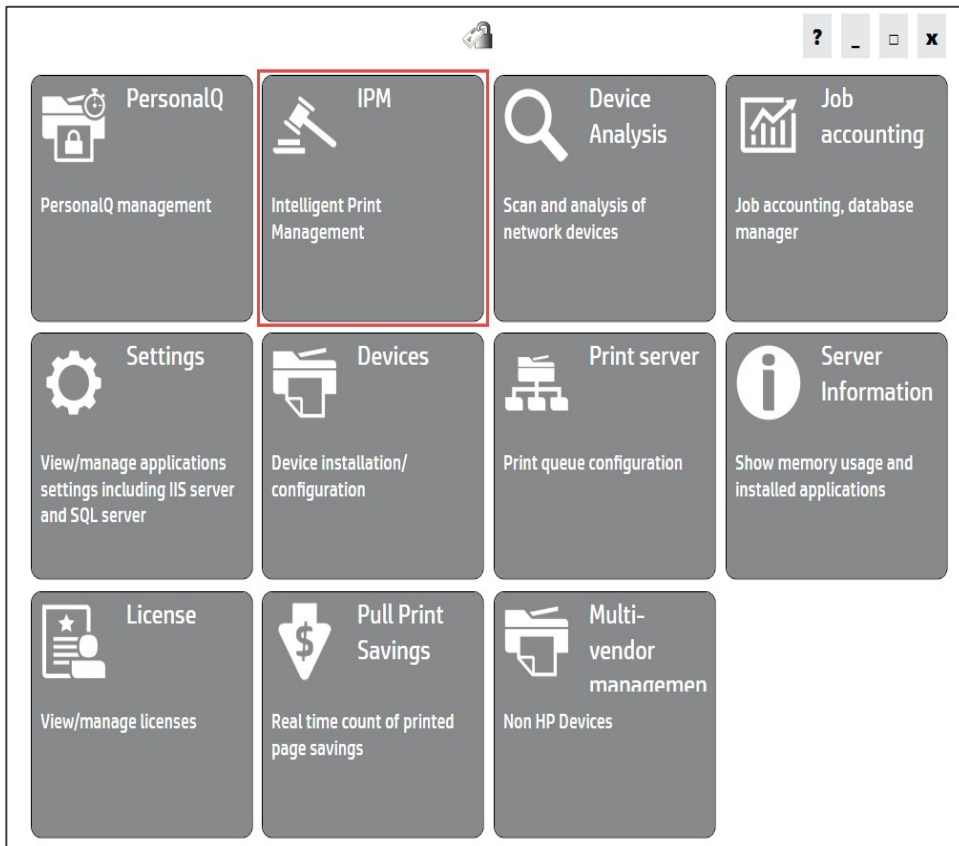 ? _ □ x
PersonalQ
PersonalQ management
IPM
Intelligent Print
Management
Device
Analysis
Scan and analysis of
network devices
Job
accounting
Job accounting, database
manager
Settings
View/manage applications
settings including IIS server
and SQL server
Devices
Device installation/
configuration
Print server
Print queue configuration
Server
Information
Show memory usage and
installed applications
License
View/manage licenses
$
Pull Print
Savings
Real time count of printed
page savings
Multi-
vendor
managemen
Non HP Devices